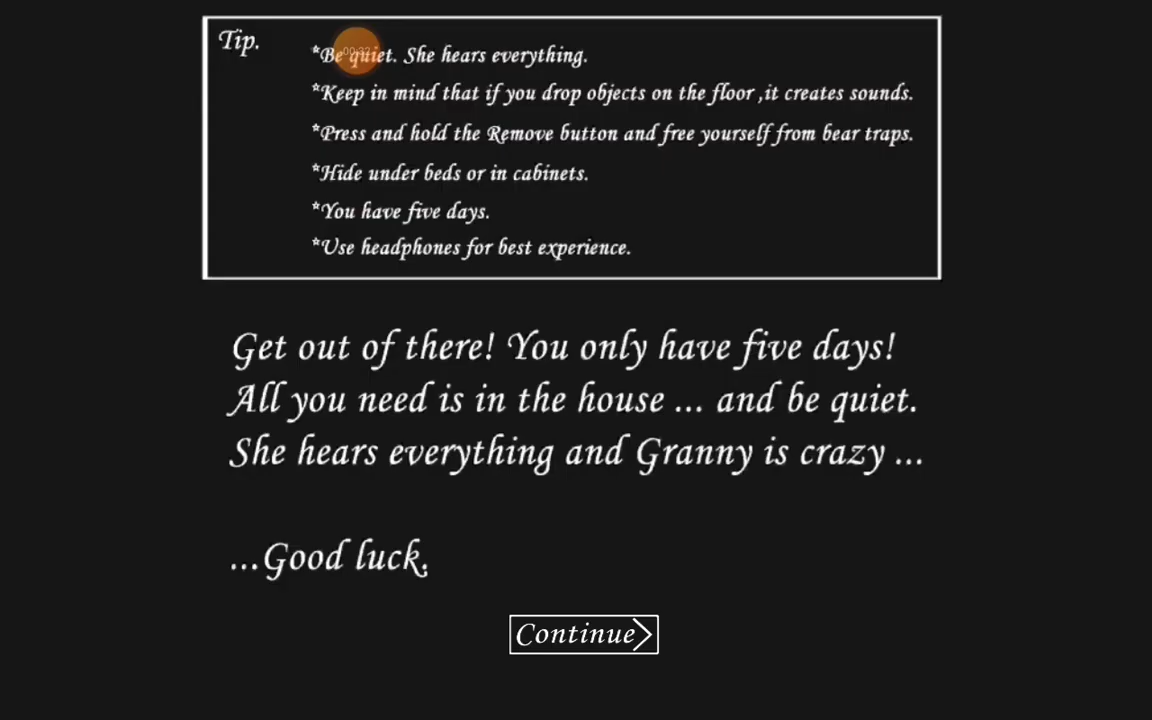 Tip.
*Be quiet. She hears everything.
*Keep in mind that if you drop objects on the floor ,it creates sounds.
*Press and hold the Remove button and free yourself from bear traps.
*Hide under beds or in cabinets.
*You have five days.
*Use headphones for best experience.
Get out of there! You only have five days!
All you need is in the house ... and be quiet.
She hears everything and Granny is crazy ...
...Good luck.
Continue